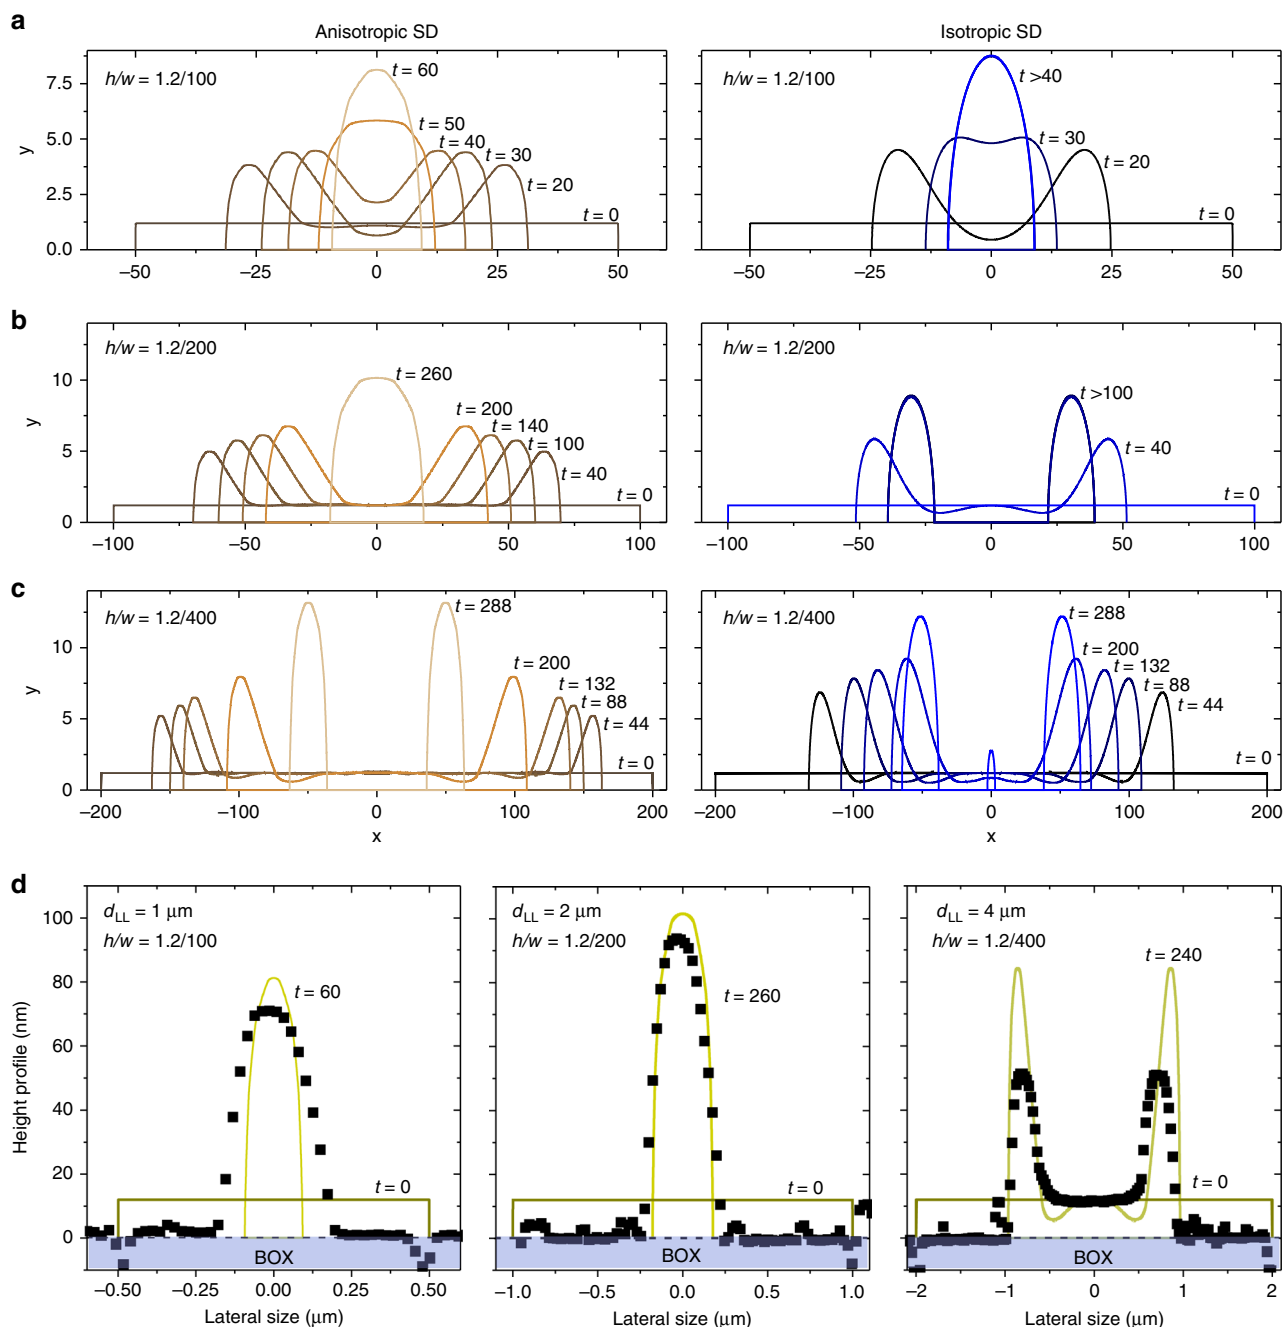 a
Anisotropic SD
Isotropic SD
h/w = 1.2/100
t = 60
t = 50
t = 40
t = 30
t = 20
t = 0
y
7.5
5.0
2.5
0.0
−50
−25
0
25
50
h/w = 1.2/100
t >40
t = 30
t = 20
t = 0
−50
−25
0
25
50
b
h/w = 1.2/200
t = 260
t = 200
t = 140
t = 100
t = 40
t = 0
y
10
5
0
−100
−50
0
50
100
h/w = 1.2/200
t >100
t = 40
t = 0
−100
−50
0
50
100
c
h/w = 1.2/400
t = 288
t = 200
t = 132
t = 88
t = 44
t = 0
y
10
5
0
−200
−100
0
100
200
x
h/w = 1.2/400
t = 288
t = 200
t = 132
t = 88
t = 44
t = 0
−200
−100
0
100
200
x
d
d_LL = 1 μm
h/w = 1.2/100
t = 60
t = 0
BOX
Height profile (nm)
100
80
60
40
20
0
−0.50
−0.25
0.00
0.25
0.50
Lateral size (μm)
d_LL = 2 μm
h/w = 1.2/200
t = 260
t = 0
BOX
−1.0
−0.5
0.0
0.5
1.0
Lateral size (μm)
d_LL = 4 μm
h/w = 1.2/400
t = 240
t = 0
BOX
−2
−1
0
1
2
Lateral size (μm)